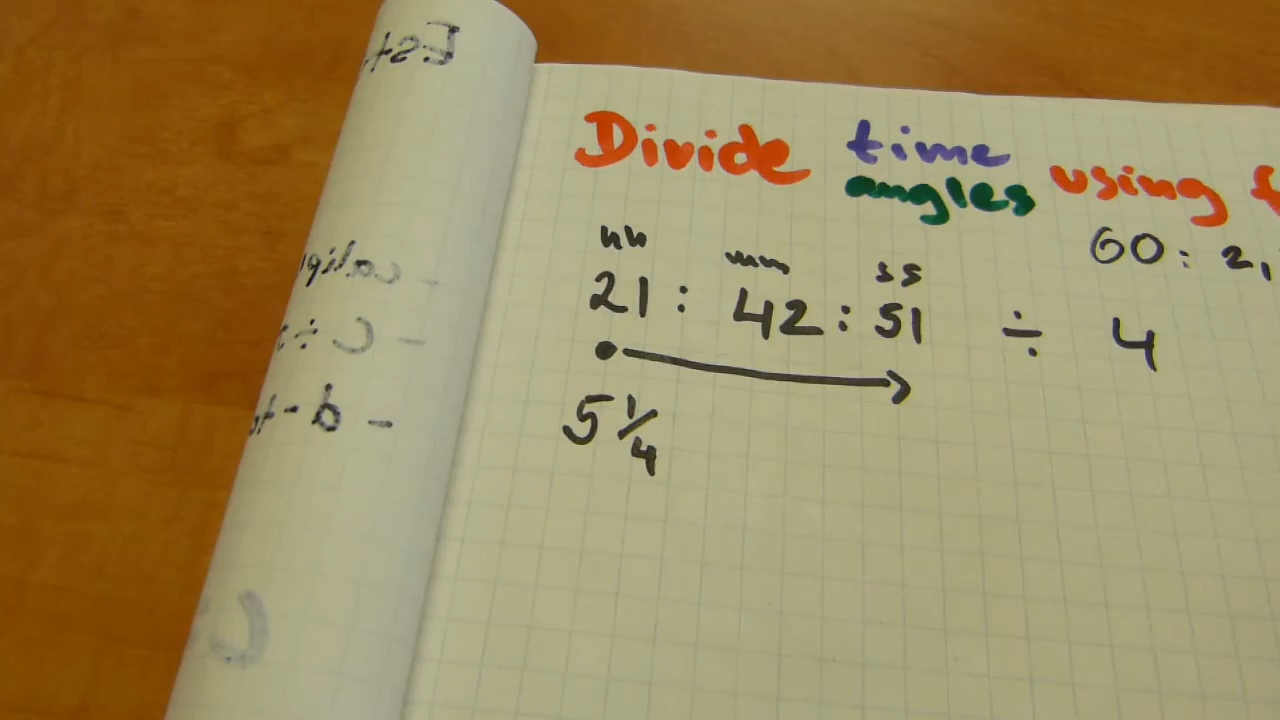 Divide time using
angles
hh mm ss
60: 2,
21: 42: 51 ÷ 4
5 1/4